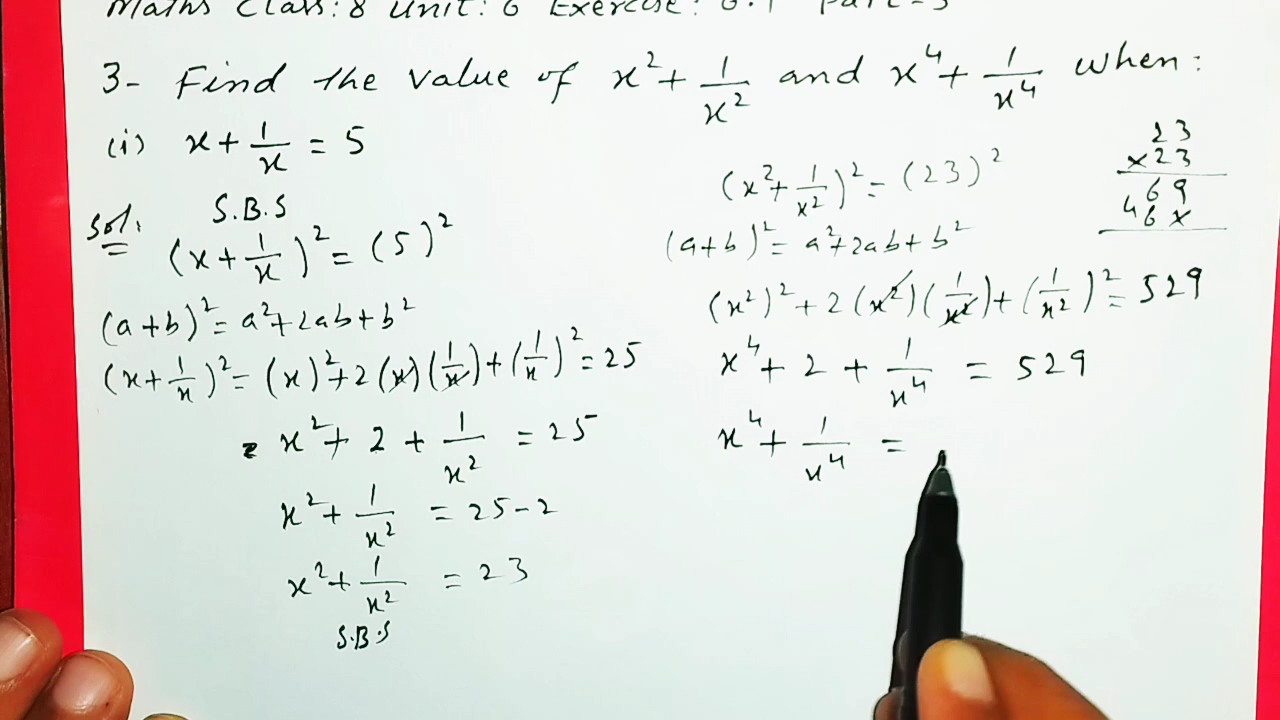 Maths Class: 8 Unit: 6 Exercise: 6.1 Part-3
3- Find the value of x² + 1/x² and x⁴ + 1/x⁴ when:
(i) x + 1/x = 5
Sol: S.B.S
(x + 1/x)² = (5)²
(a+b)² = a²+2ab+b²
(x + 1/x)² = (x)²+2(x)(1/x)+(1/x)² = 25
= x² + 2 + 1/x² = 25
x² + 1/x² = 25-2
x² + 1/x² = 23
S.B.S
(x² + 1/x²)² = (23)²
(a+b)² = a²+2ab+b²
(x²)² + 2(x²)(1/x²)+(1/x²)² = 529
x⁴ + 2 + 1/x⁴ = 529
x⁴ + 1/x⁴ =
23
×23
69
46×